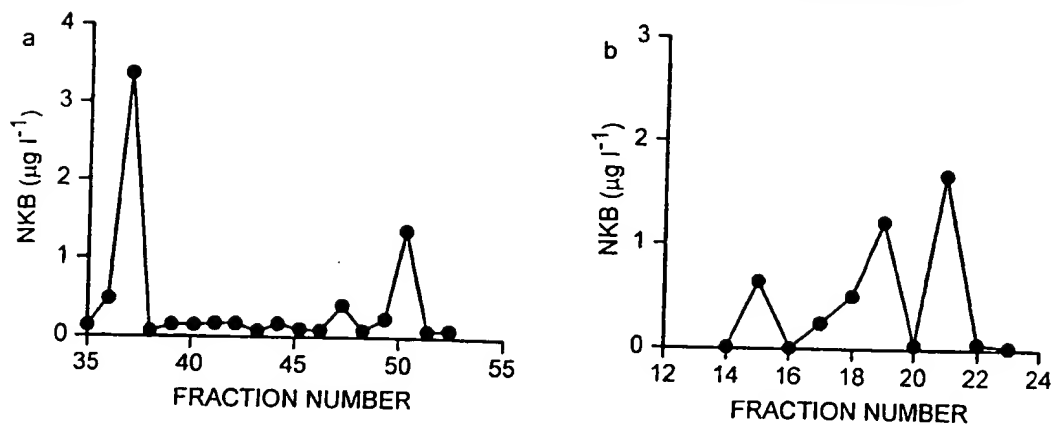 a
4
3
2
1
0
NKB (µg l⁻¹)
35 40 45 50 55
FRACTION NUMBER
b
3
2
1
0
NKB (µg l⁻¹)
12 14 16 18 20 22 24
FRACTION NUMBER